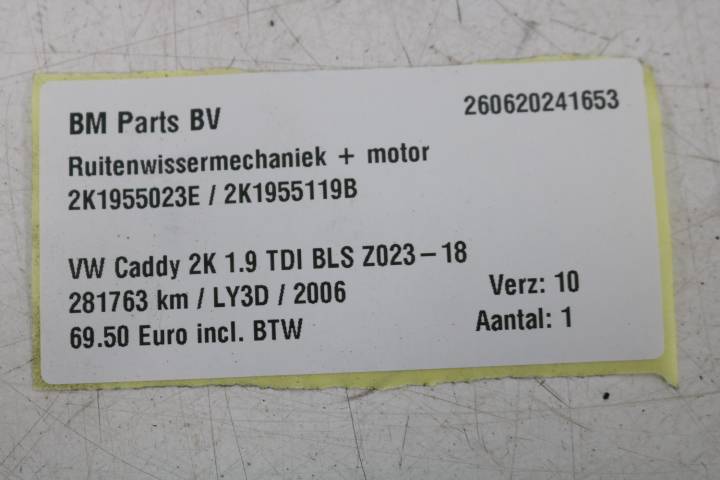 BM Parts BV 260620241653
Ruitenwissermechaniek + motor
2K1955023E / 2K1955119B
VW Caddy 2K 1.9 TDI BLS Z023-18
281763 km / LY3D / 2006 Verz: 10
69.50 Euro incl. BTW Aantal: 1